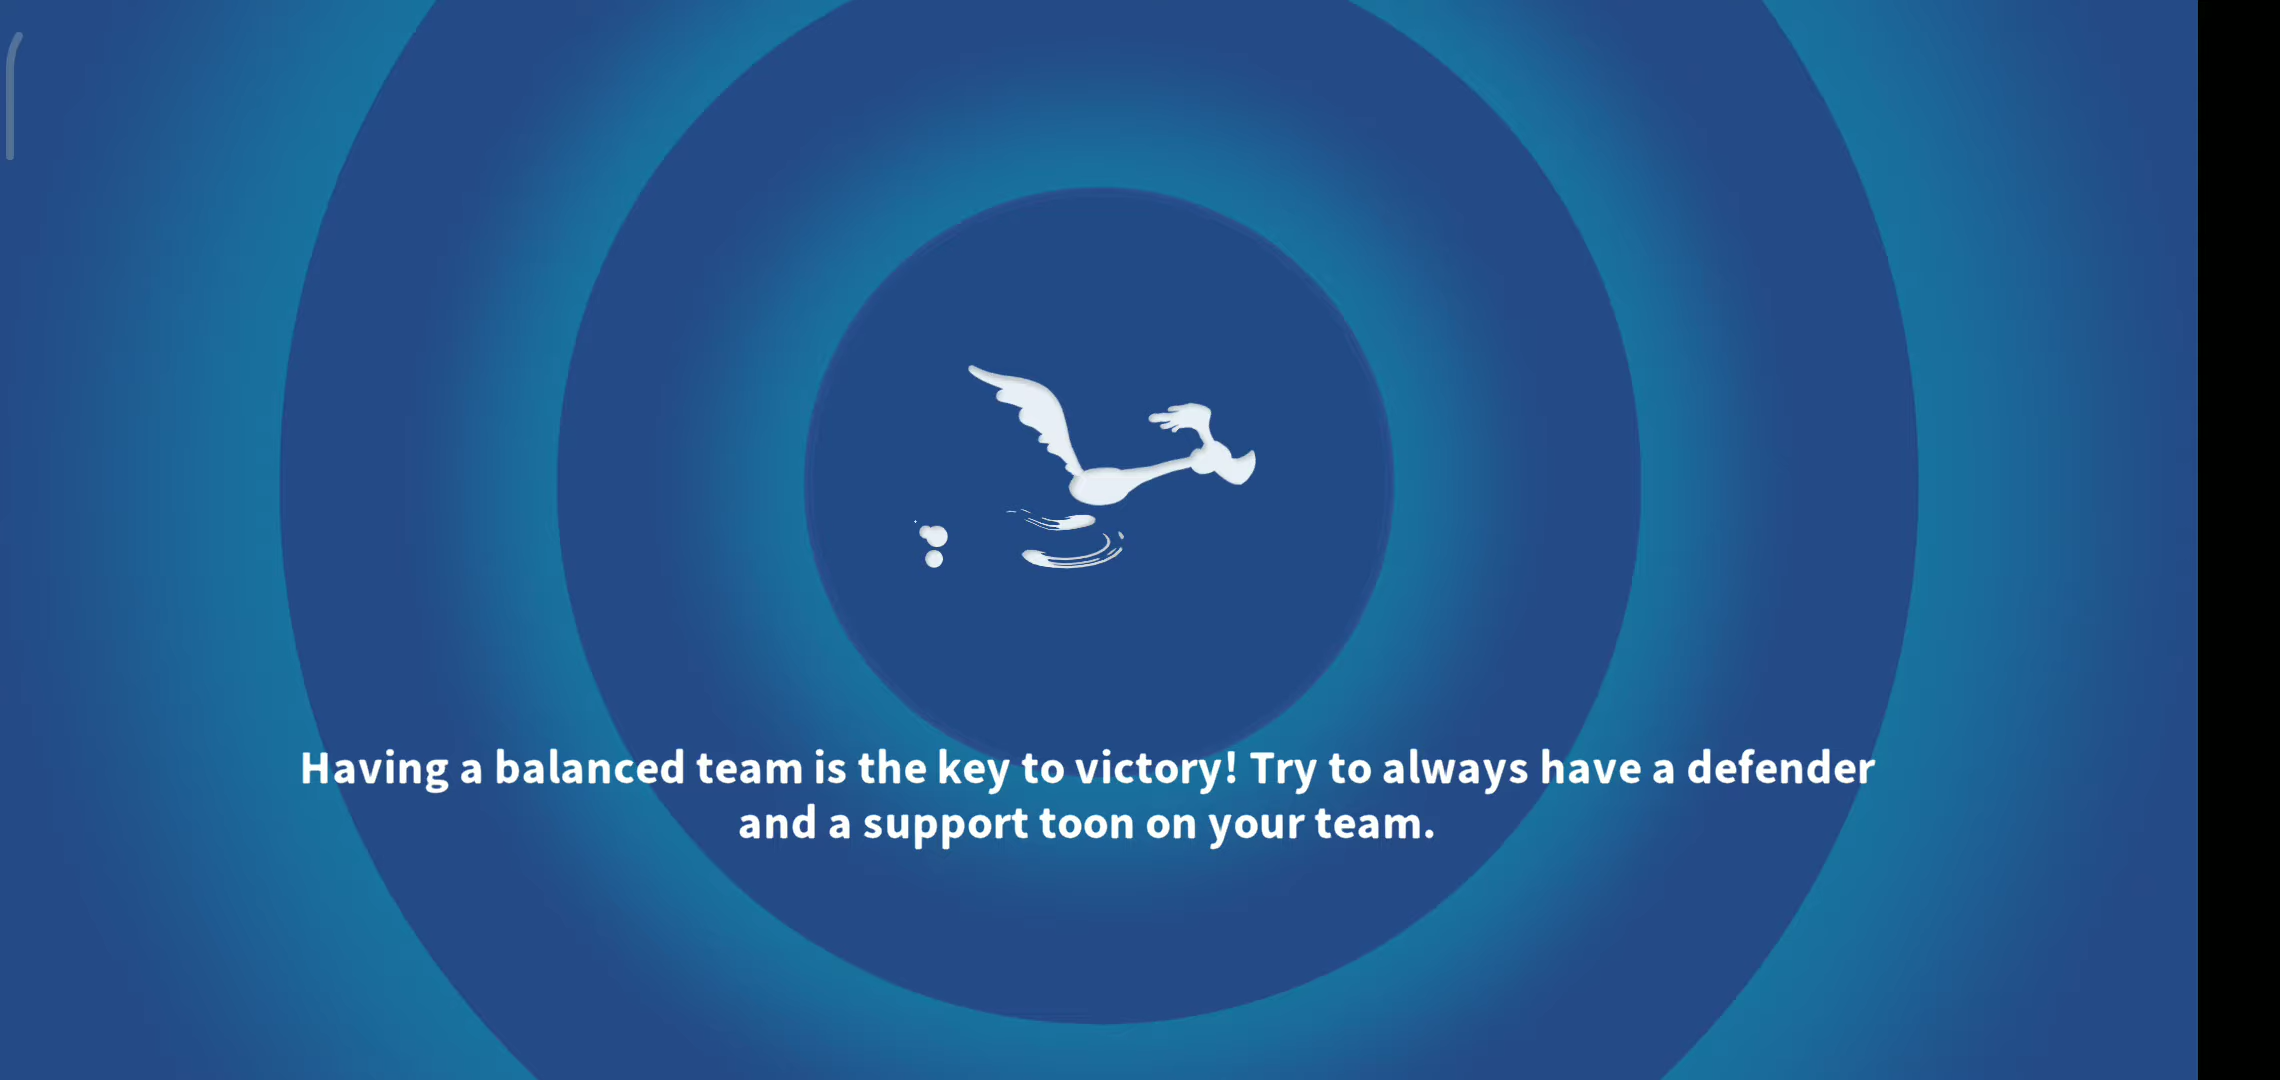 Having a balanced team is the key to victory! Try to always have a defender
and a support toon on your team.